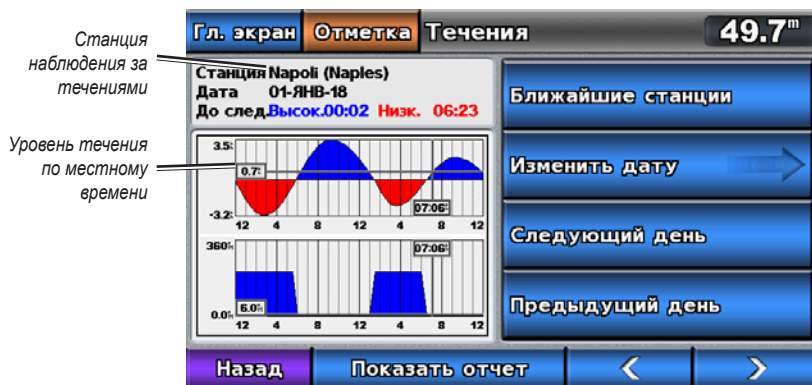 Станция
наблюдения за
течениями
Уровень течения
по местному
времени
Гл. экран Отметка Течения 49.7m
Станция Napoli (Naples)
Дата 01-ЯНВ-18
До след.Высок.00:02 Низк. 06:23
3.5
0.7
-3.2
07:06
12 4 8 12 4 8 12
360
07:06
0.0
6.0
12 4 8 12 4 8 12
Ближайшие станции
Изменить дату
Следующий день
Предыдущий день
Назад Показать отчет < >